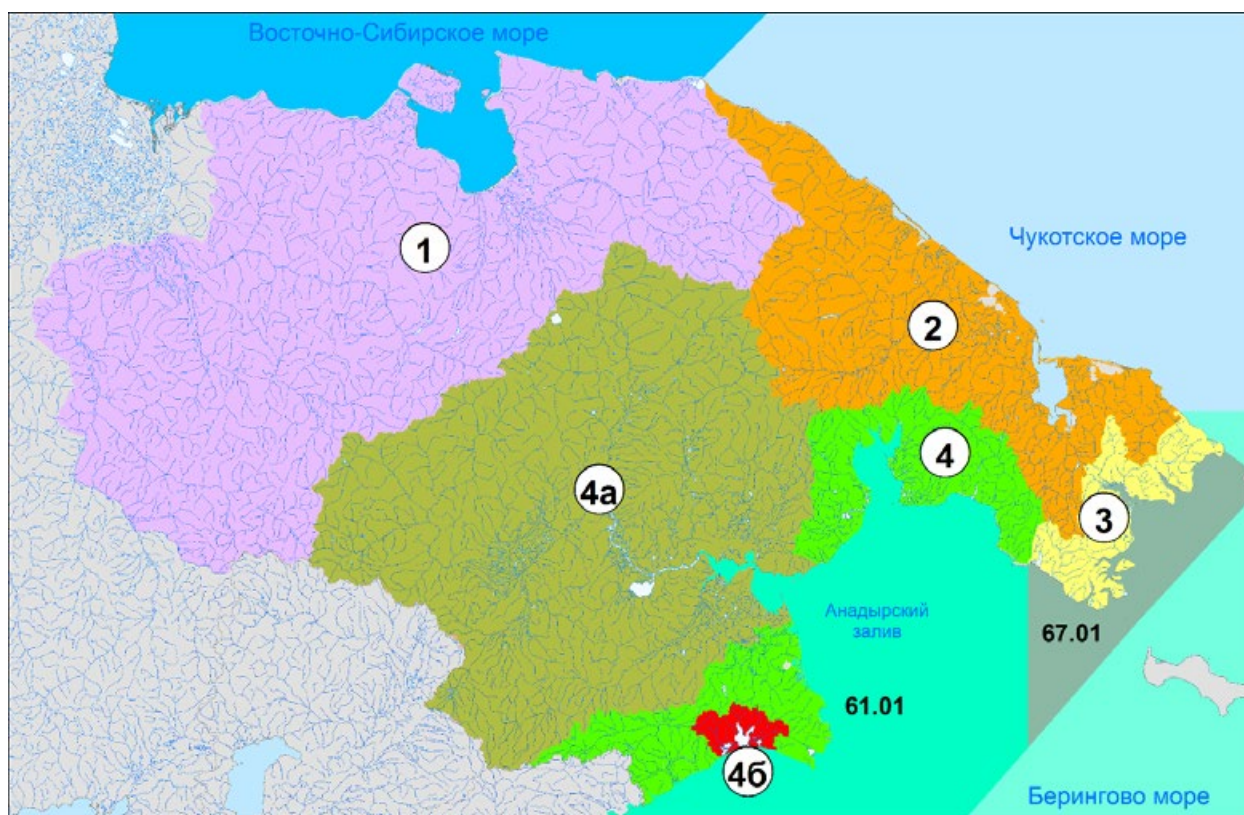 Восточно-Сибирское море
Чукотское море
1
2
4
4а
3
Анадырский
залив
67.01
61.01
4б
Берингово море